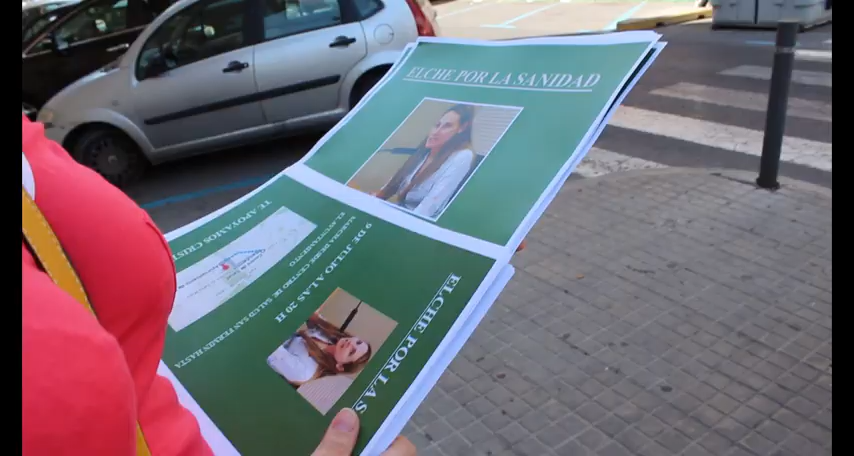 ELCHE POR LA SANIDAD
ELCHE POR LA S
9 DE JULIO A LAS 20 H
MARCHA DESDE CENTRO DE SALUD SAN FERMIN HASTA
EL AYUNTAMIENTO
TE APOYAMOS CRIST